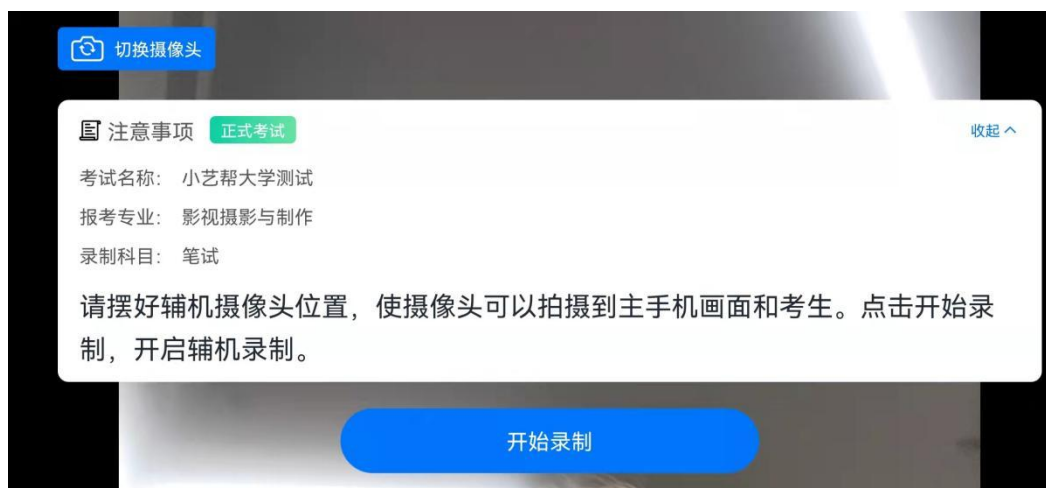 切换摄像头
注意事项 正式考试 收起
考试名称: 小艺帮大学测试
报考专业: 影视摄影与制作
录制科目: 笔试
请摆好辅机摄像头位置，使摄像头可以拍摄到主手机画面和考生。点击开始录
制，开启辅机录制。
开始录制